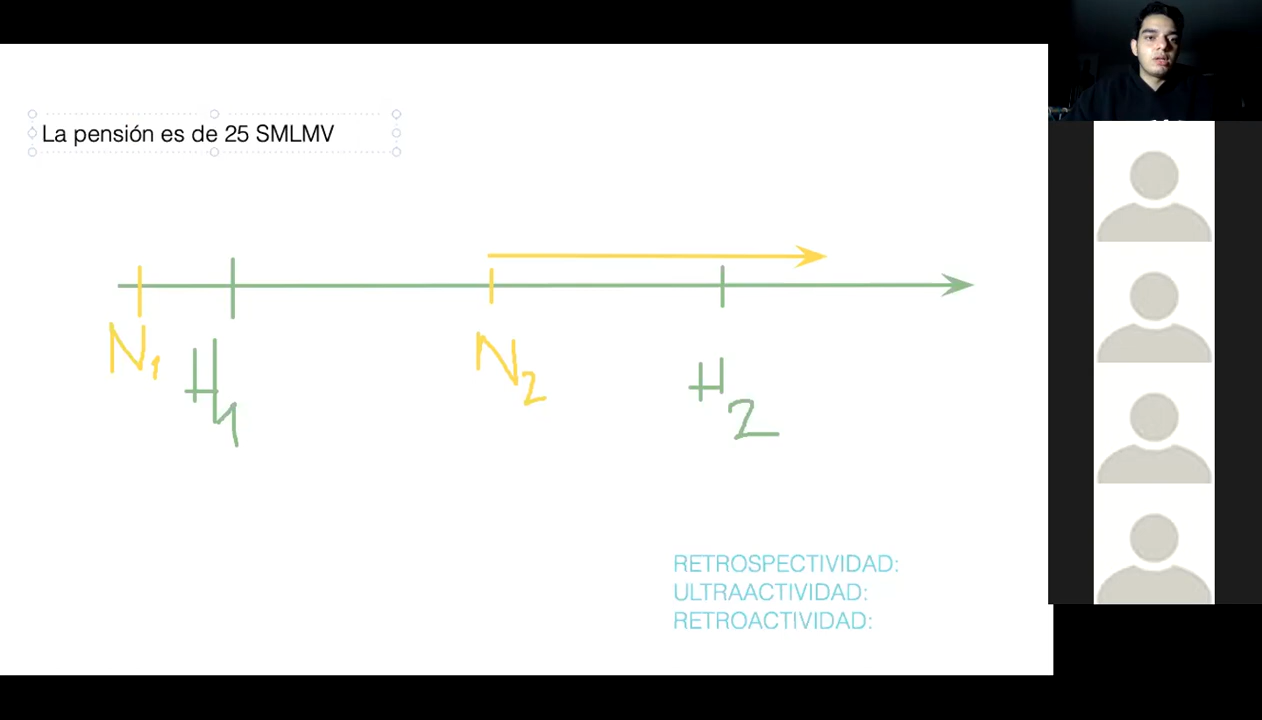 La pensión es de 25 SMLMV
N1
H1
N2
H2
RETROSPECTIVIDAD:
ULTRAACTIVIDAD:
RETROACTIVIDAD: